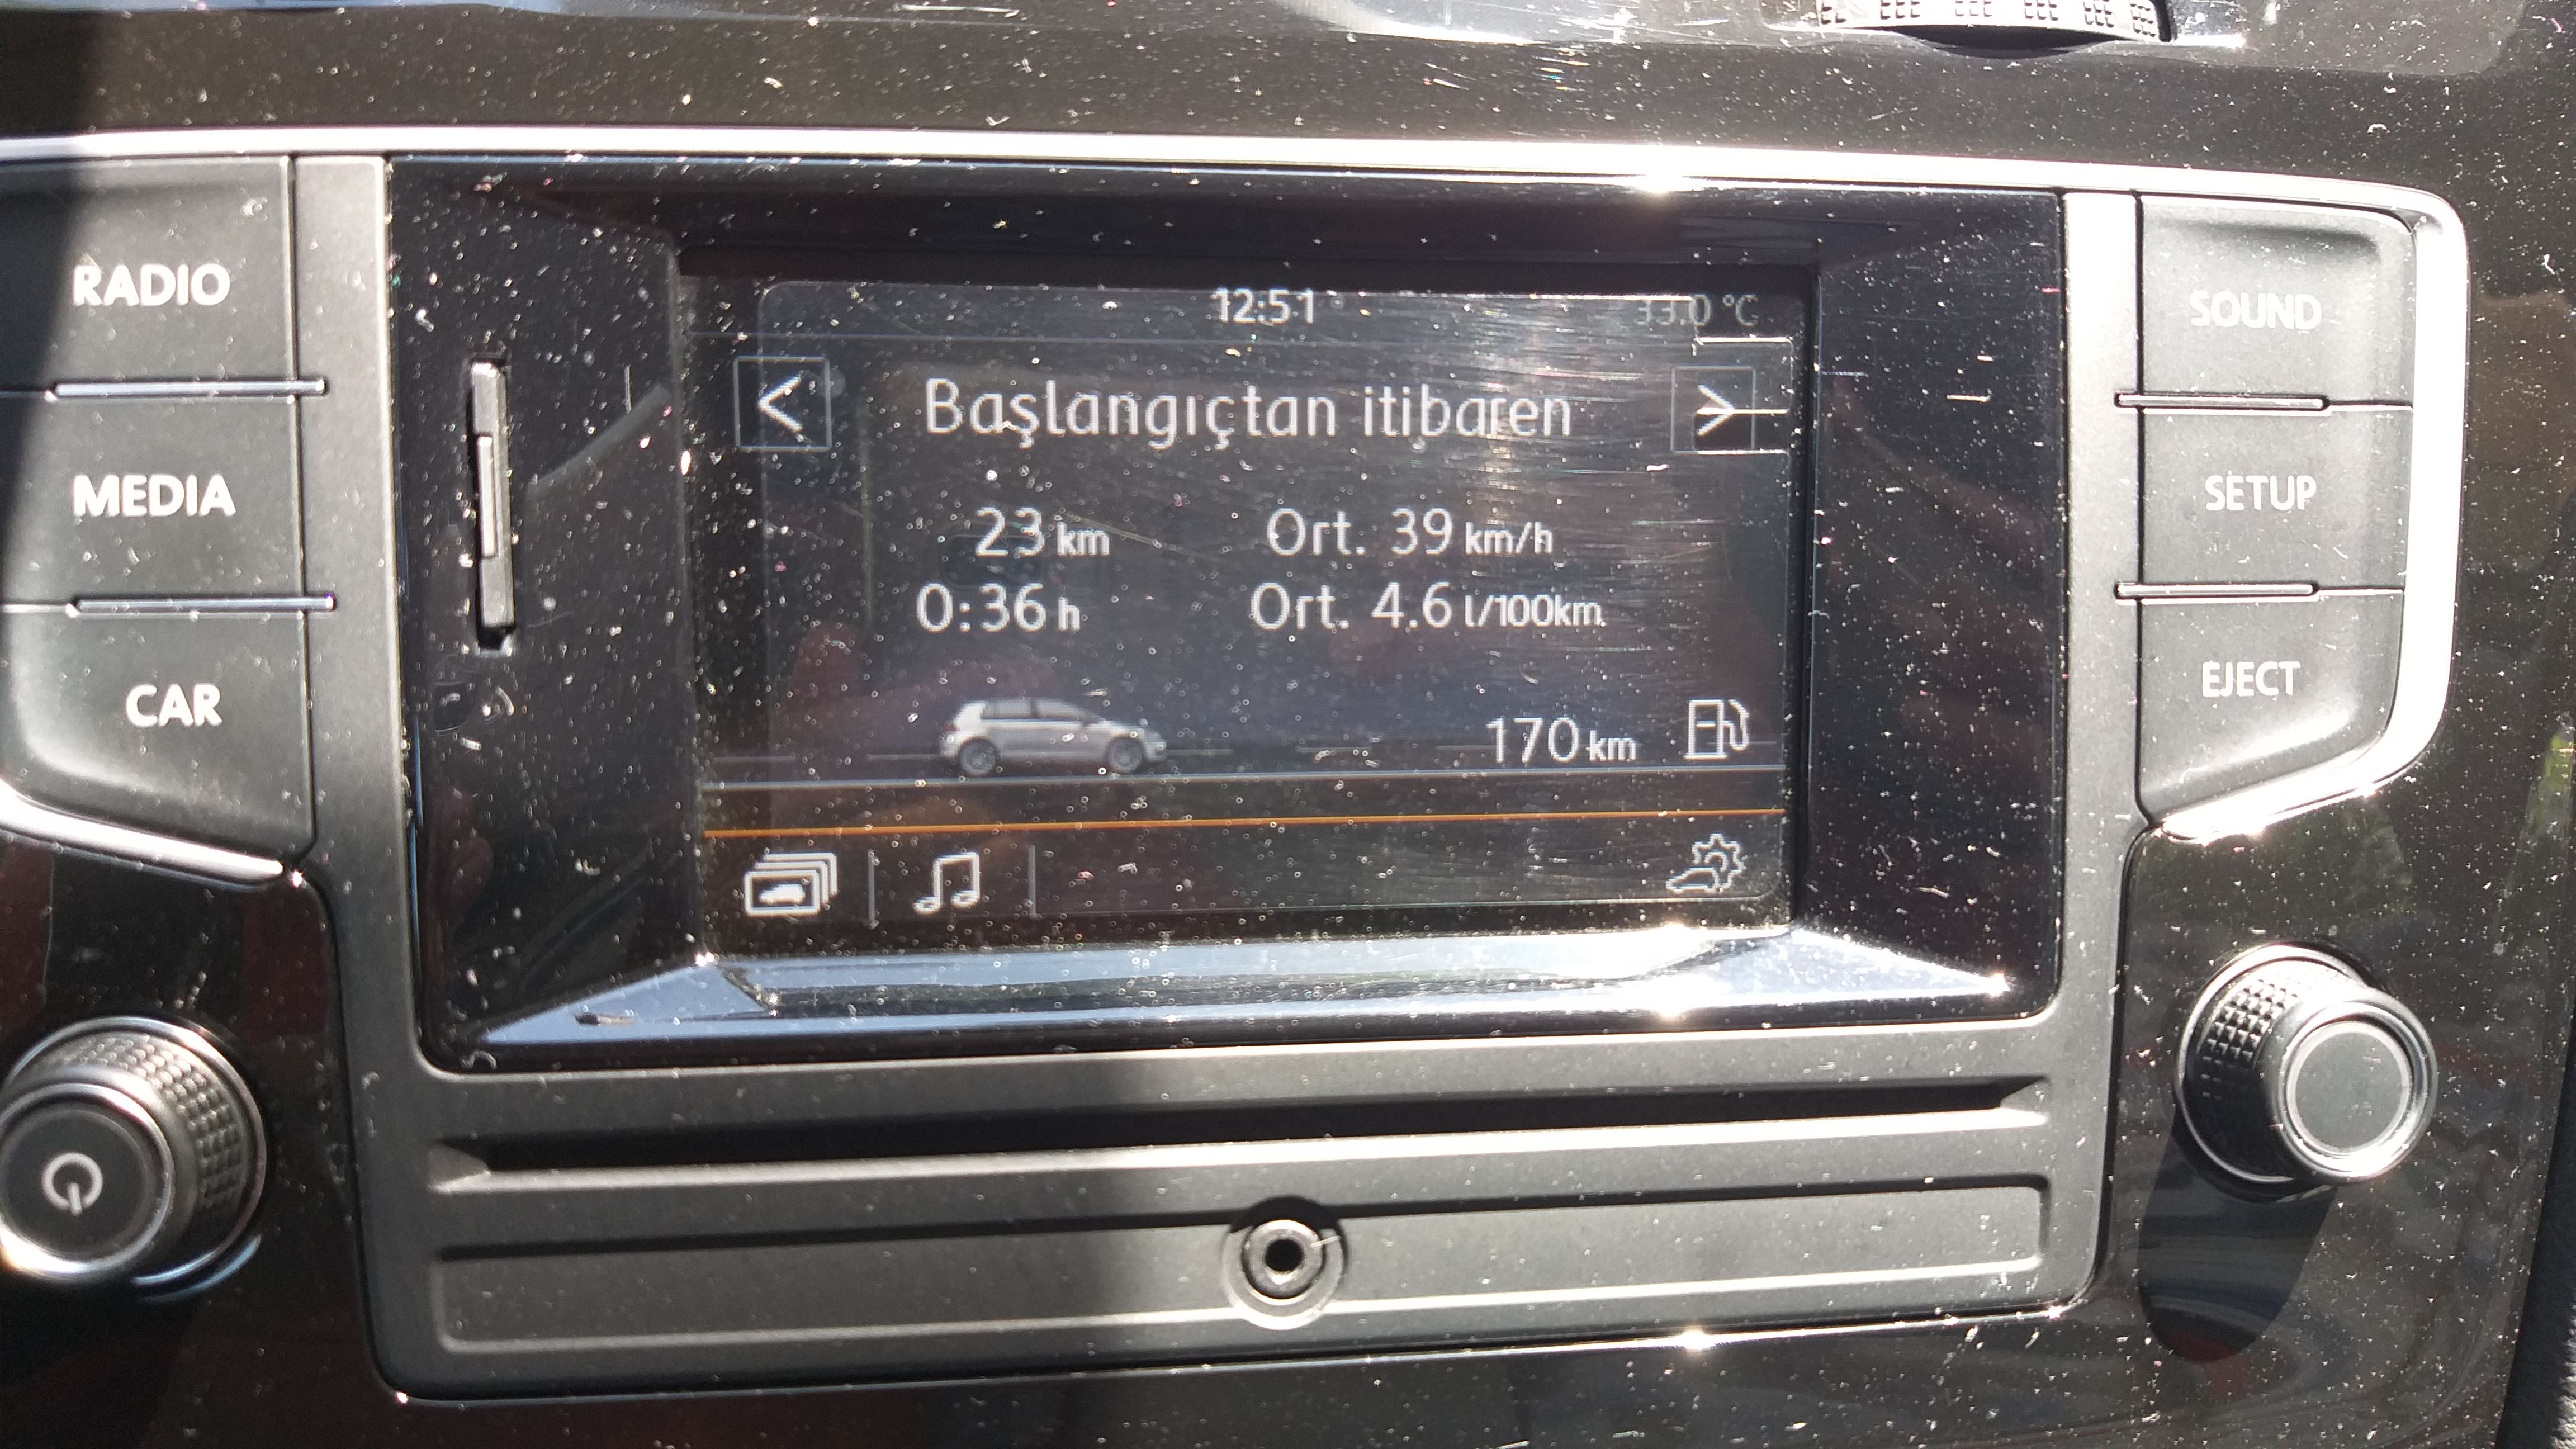 RADIO
MEDIA
CAR
12:51
33.0 °C
< Başlangıçtan itibaren >
23 km Ort. 39 km/h
0:36 h Ort. 4.6 l/100km
170 km
SOUND
SETUP
EJECT